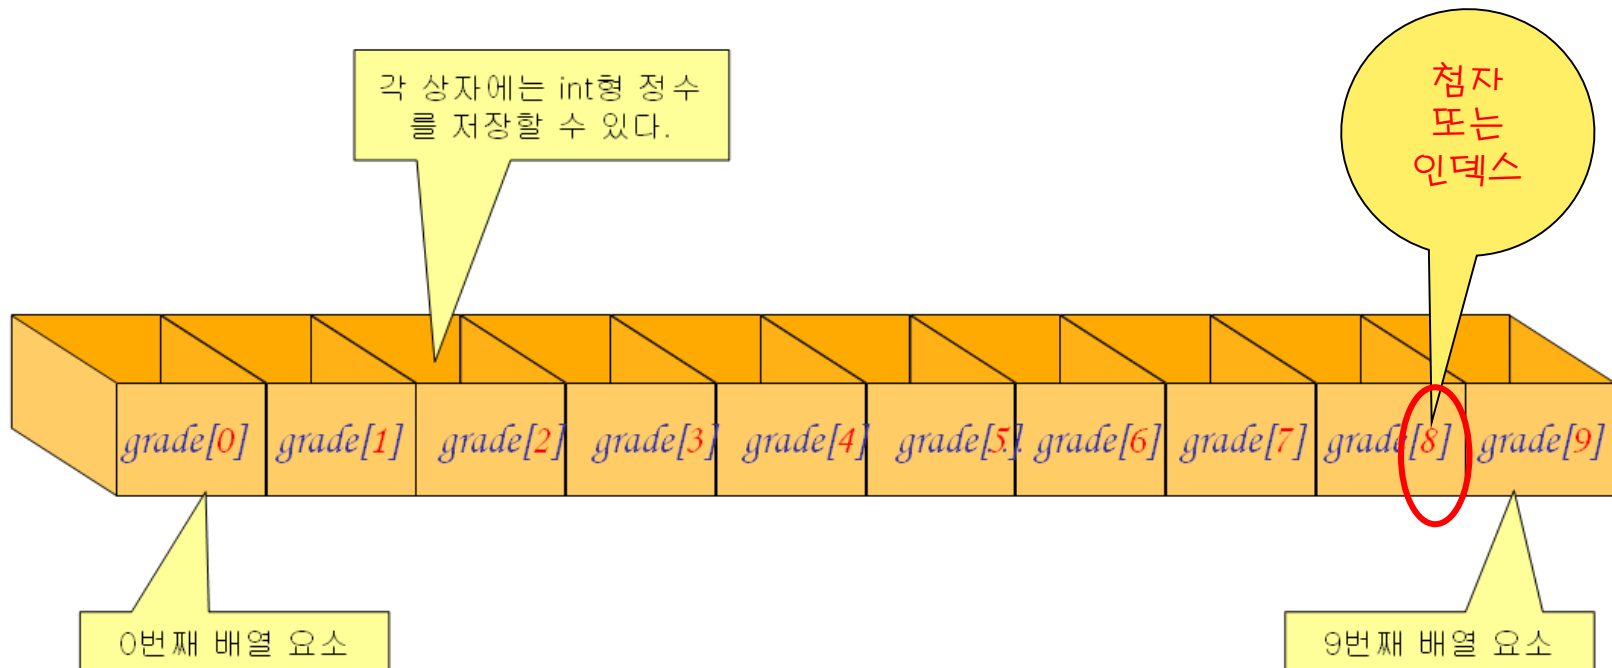 각 상자에는 int형 정수
를 저장할 수 있다.
첨자
또는
인덱스
grade[0] grade[1] grade[2] grade[3] grade[4] grade[5].. grade[6] grade[7] grade[8] grade[9]
0번째 배열 요소
9번째 배열 요소